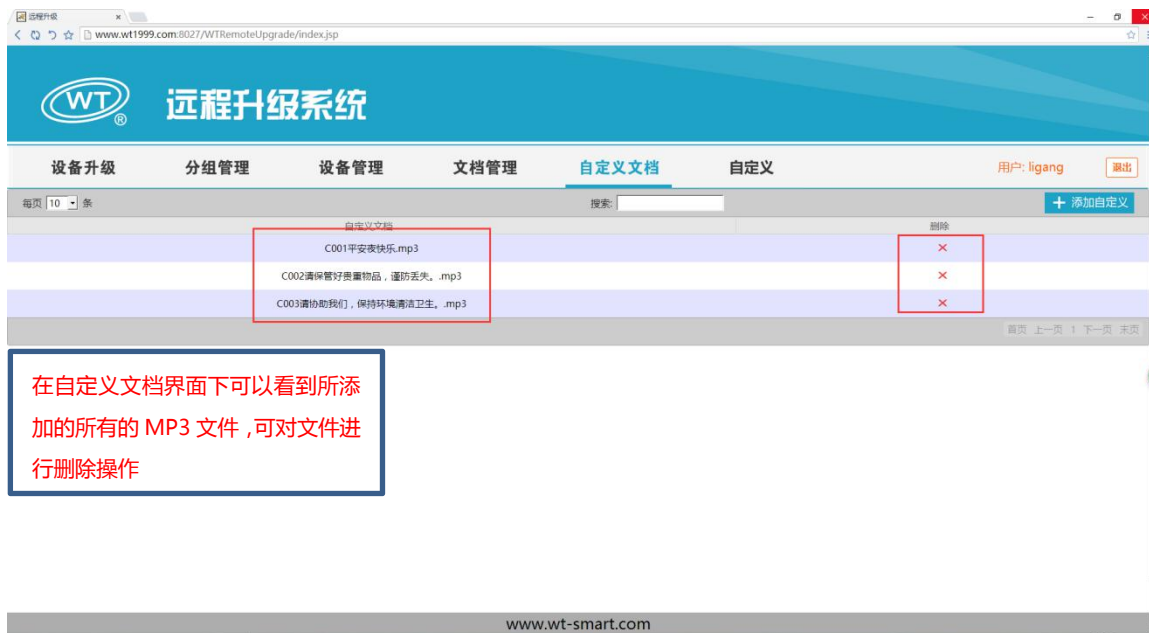 远程升级
www.wt1999.com:8027/WTRemoteUpgrade/index.jsp
WT ® 远程升级系统
设备升级 分组管理 设备管理 文档管理 自定义文档 自定义 用户: ligang 退出
每页 10 条 搜索: 添加自定义
自定义文档 删除
C001平安夜快乐.mp3
C002请保管好贵重物品，谨防丢失。.mp3
C003请协助我们，保持环境清洁卫生。.mp3
首页 上一页 1 下一页 末页
在自定义文档界面下可以看到所添
加的所有的 MP3 文件 ,可对文件进
行删除操作
www.wt-smart.com